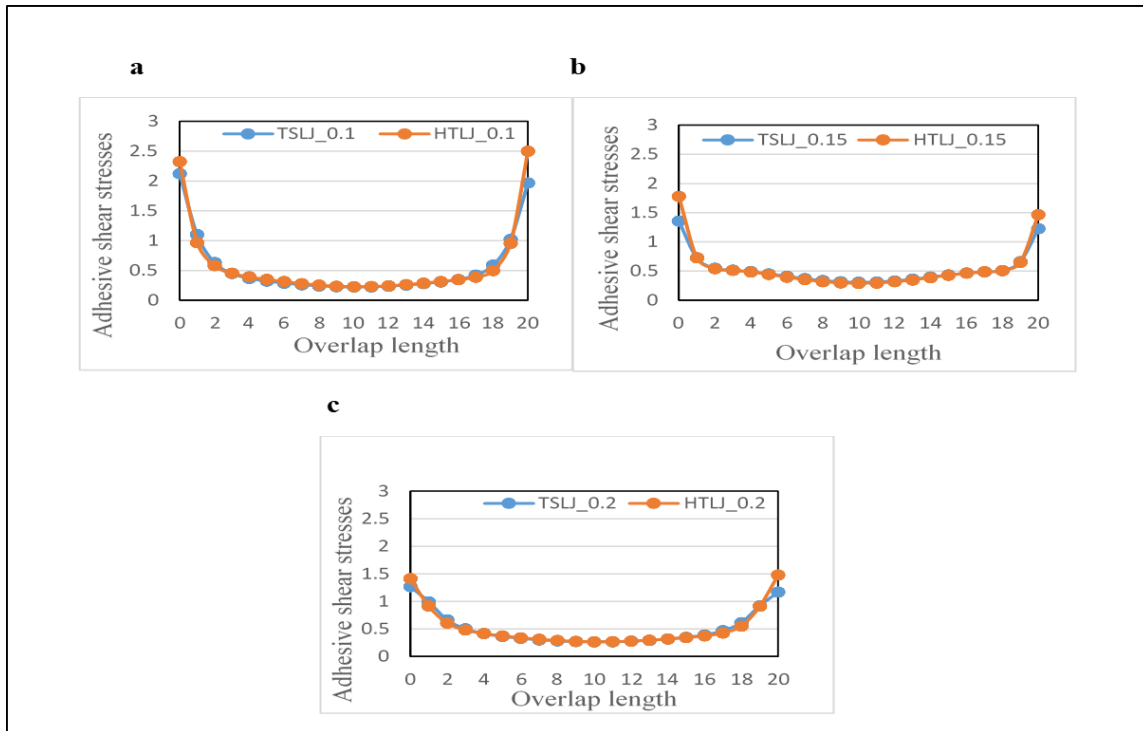 a
TSLJ_0.1 HTLJ_0.1
Adhesive shear stresses
3
2.5
2
1.5
1
0.5
0
0 2 4 6 8 10 12 14 16 18 20
Overlap length
b
TSLJ_0.15 HTLJ_0.15
Adhesive shear stresses
3
2.5
2
1.5
1
0.5
0
0 2 4 6 8 10 12 14 16 18 20
Overlap length
c
TSLJ_0.2 HTLJ_0.2
Adhesive shear stresses
3
2.5
2
1.5
1
0.5
0
0 2 4 6 8 10 12 14 16 18 20
Overlap length